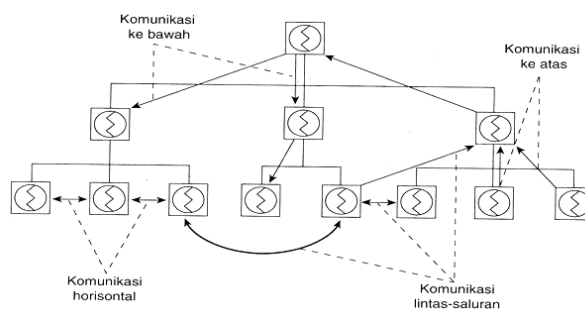 Komunikasi
ke bawah
Komunikasi
ke atas
Komunikasi
horisontal
Komunikasi
lintas-saluran